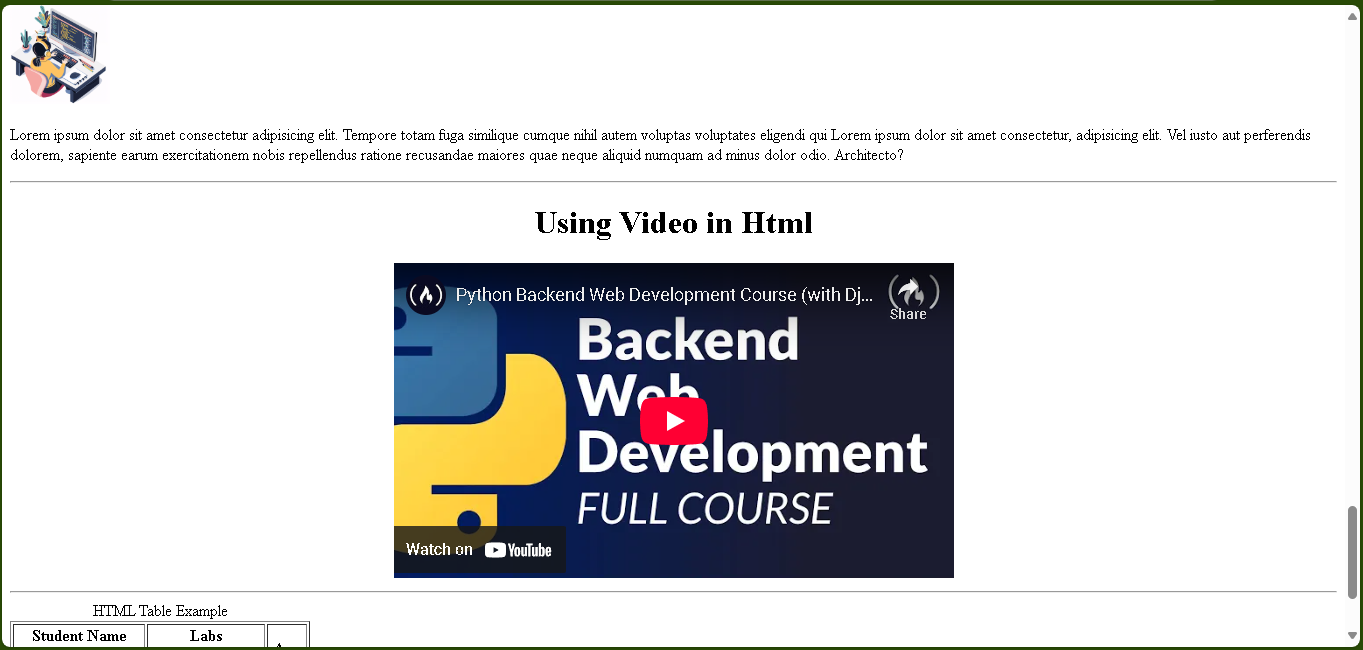 Lorem ipsum dolor sit amet consectetur adipisicing elit. Tempore totam fuga similique cumque nihil autem voluptas voluptates eligendi qui Lorem ipsum dolor sit amet consectetur, adipisicing elit. Vel iusto aut perferendis
dolorem, sapiente earum exercitationem nobis repellendus ratione recusandae maiores quae neque aliquid numquam ad minus dolor odio. Architecto?
Using Video in Html
Python Backend Web Development Course (with Dj...
Share
Backend
Web
Development
FULL COURSE
Watch on YouTube
HTML Table Example
Student Name Labs